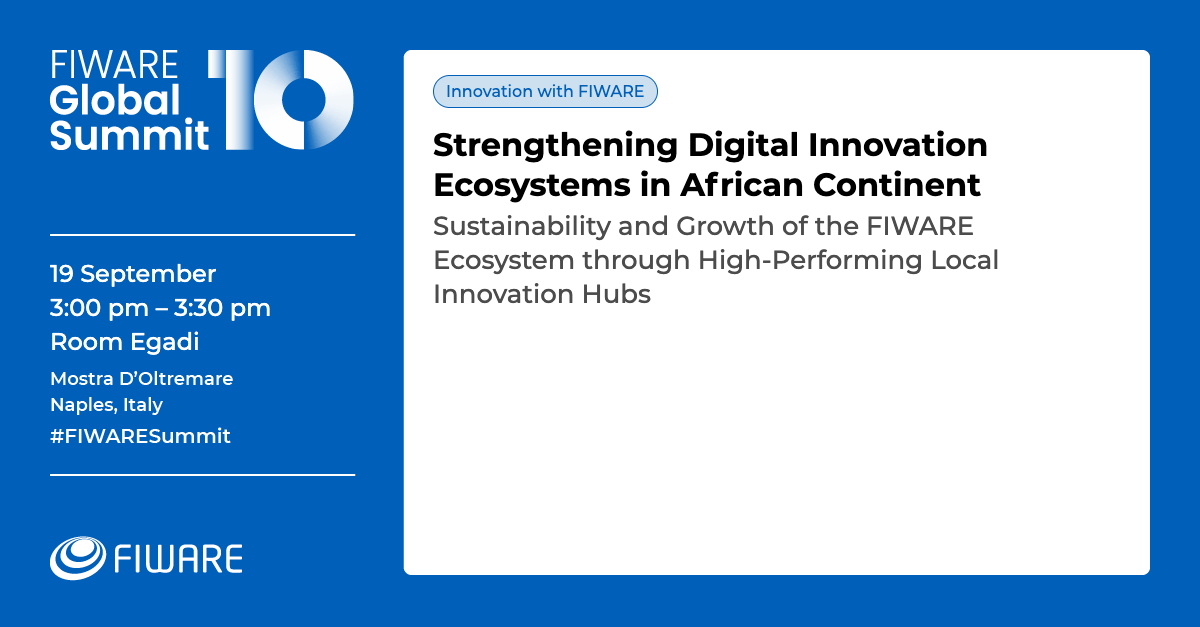 FIWARE
Global
Summit
10
19 September
3:00 pm – 3:30 pm
Room Egadi
Mostra D’Oltremare
Naples, Italy
#FIWARESummit
FIWARE
Innovation with FIWARE
Strengthening Digital Innovation
Ecosystems in African Continent
Sustainability and Growth of the FIWARE
Ecosystem through High-Performing Local
Innovation Hubs